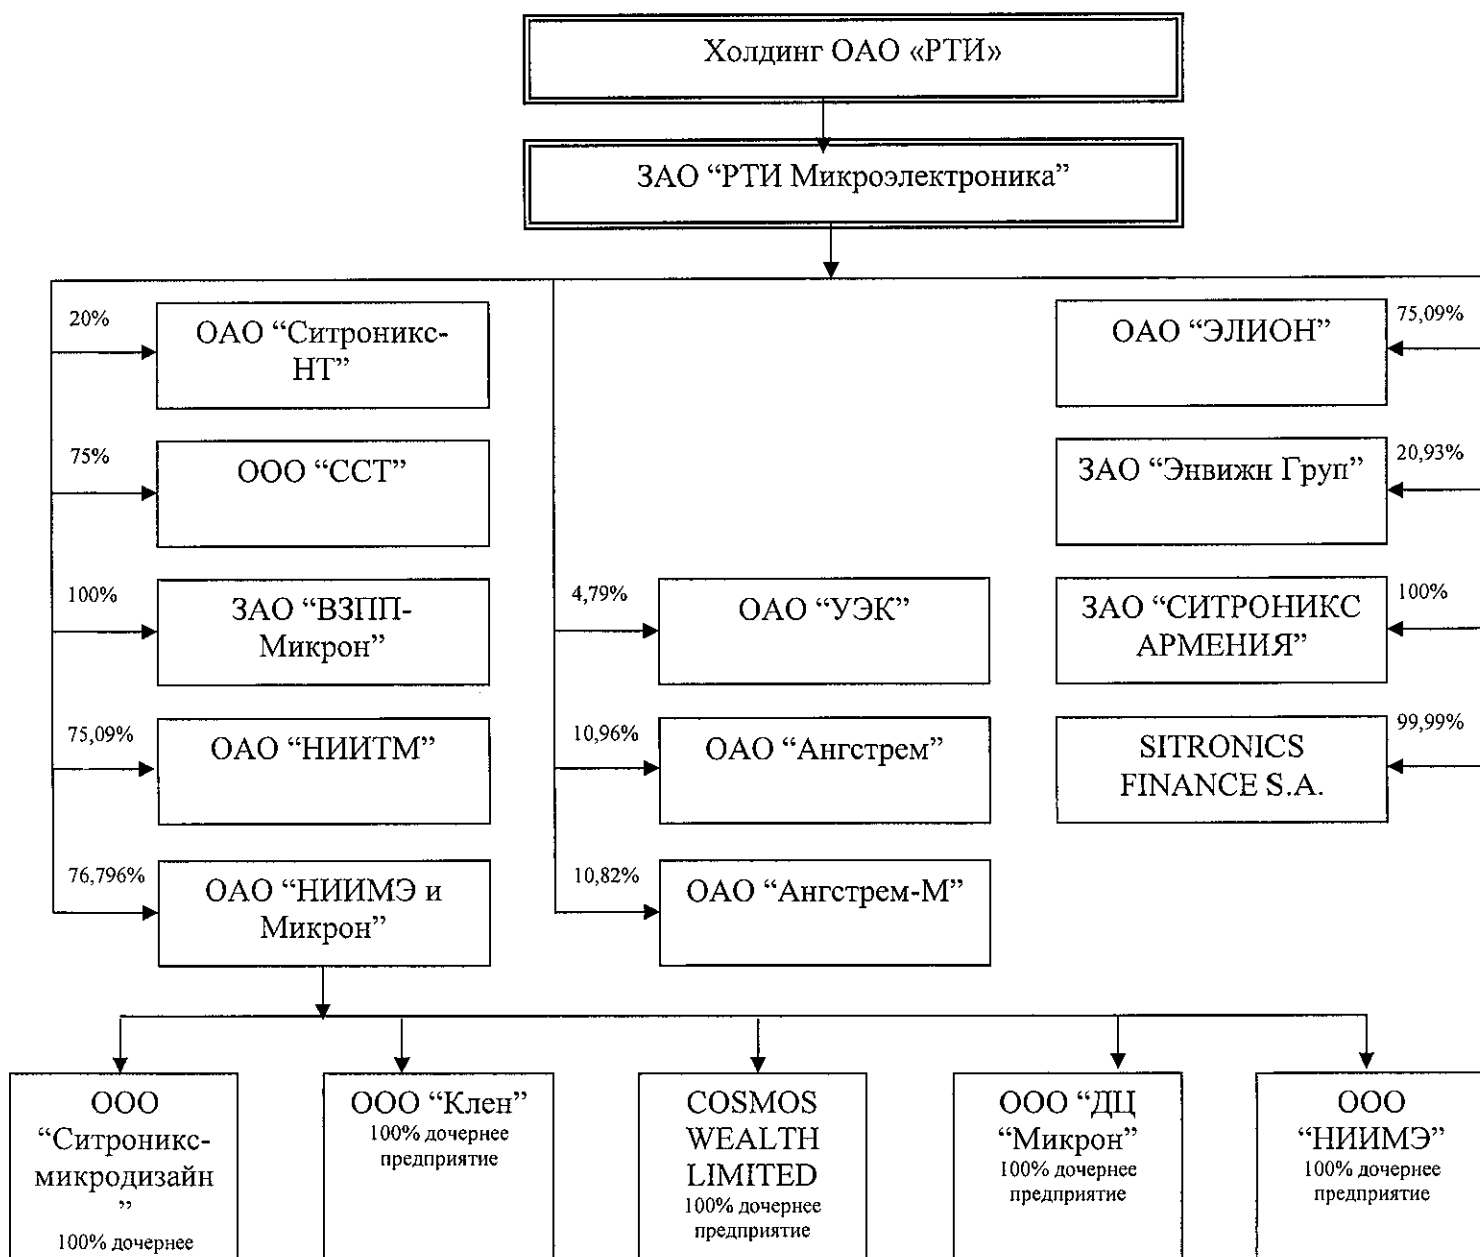 Холдинг ОАО «РТИ»
ЗАО “РТИ Микроэлектроника”
20%
ОАО “Ситроникс-
НТ”
75%
ООО “ССТ”
100%
ЗАО “ВЗПП-
Микрон”
75,09%
ОАО “НИИТМ”
76,796%
ОАО “НИИМЭ и
Микрон”
4,79%
ОАО “УЭК”
10,96%
ОАО “Ангстрем”
10,82%
ОАО “Ангстрем-М”
ОАО “ЭЛИОН”
75,09%
ЗАО “Энвижн Груп”
20,93%
ЗАО “СИТРОНИКС
АРМЕНИЯ”
100%
SITRONICS
FINANCE S.A.
99,99%
ООО
“Ситроникс-
микродизайн
”
100% дочернее
ООО “Клен”
100% дочернее
предприятие
COSMOS
WEALTH
LIMITED
100% дочернее
предприятие
ООО “ДЦ
“Микрон”
100% дочернее
предприятие
ООО
“НИИМЭ”
100% дочернее
предприятие